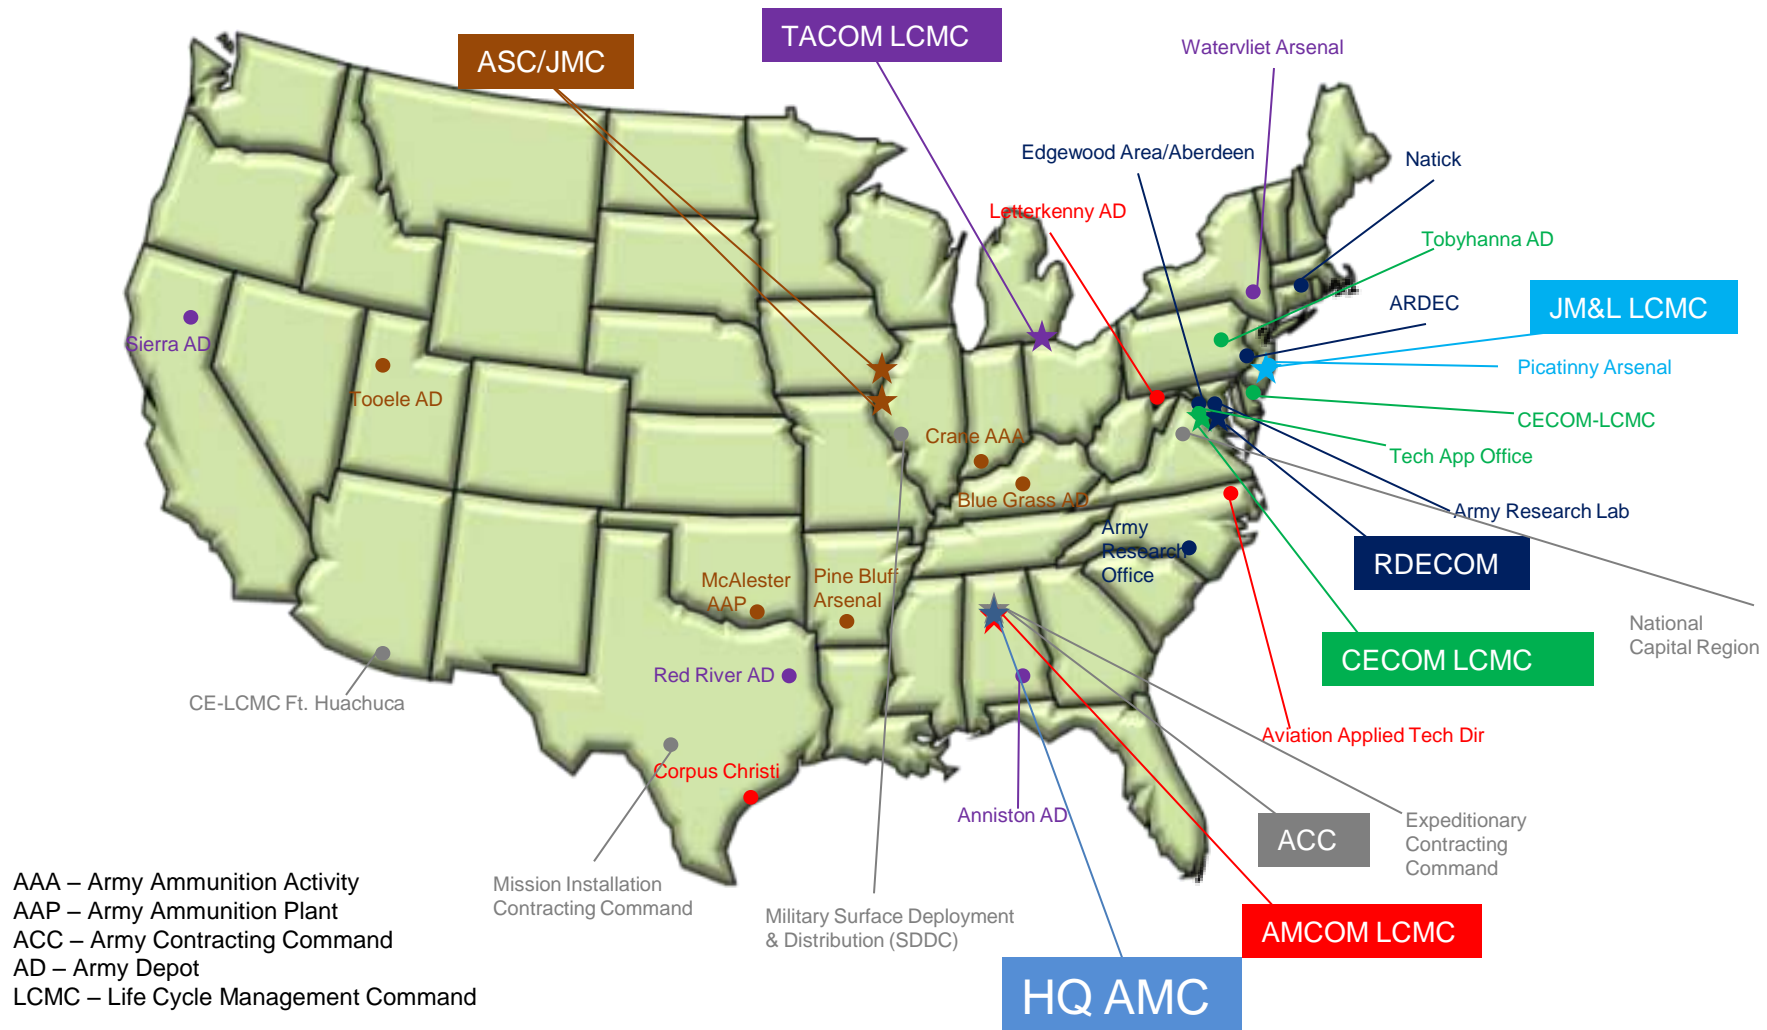 TACOM LCMC
ASC/JMC
Watervliet Arsenal
Edgewood Area/Aberdeen
Natick
Letterkenny AD
Tobyhanna AD
ARDEC
JM&L LCMC
Sierra AD
Picatinny Arsenal
Tooele AD
CECOM-LCMC
Crane AAA
Tech App Office
Blue Grass AD
Army Research Lab
Army
Research
Office
RDECOM
McAlester
AAP
Pine Bluff
Arsenal
National
Capital Region
CECOM LCMC
Red River AD
CE-LCMC Ft. Huachuca
Aviation Applied Tech Dir
Corpus Christi
Anniston AD
ACC
Expeditionary
Contracting
Command
Mission Installation
Contracting Command
Military Surface Deployment
& Distribution (SDDC)
AMCOM LCMC
HQ AMC
AAA – Army Ammunition Activity
AAP – Army Ammunition Plant
ACC – Army Contracting Command
AD – Army Depot
LCMC – Life Cycle Management Command